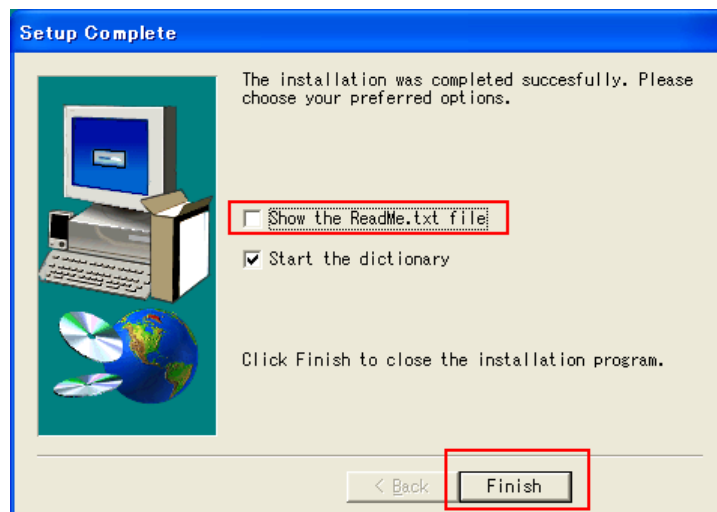 Setup Complete
The installation was completed succesfully. Please
choose your preferred options.
Show the ReadMe.txt file
Start the dictionary
Click Finish to close the installation program.
< Back
Finish